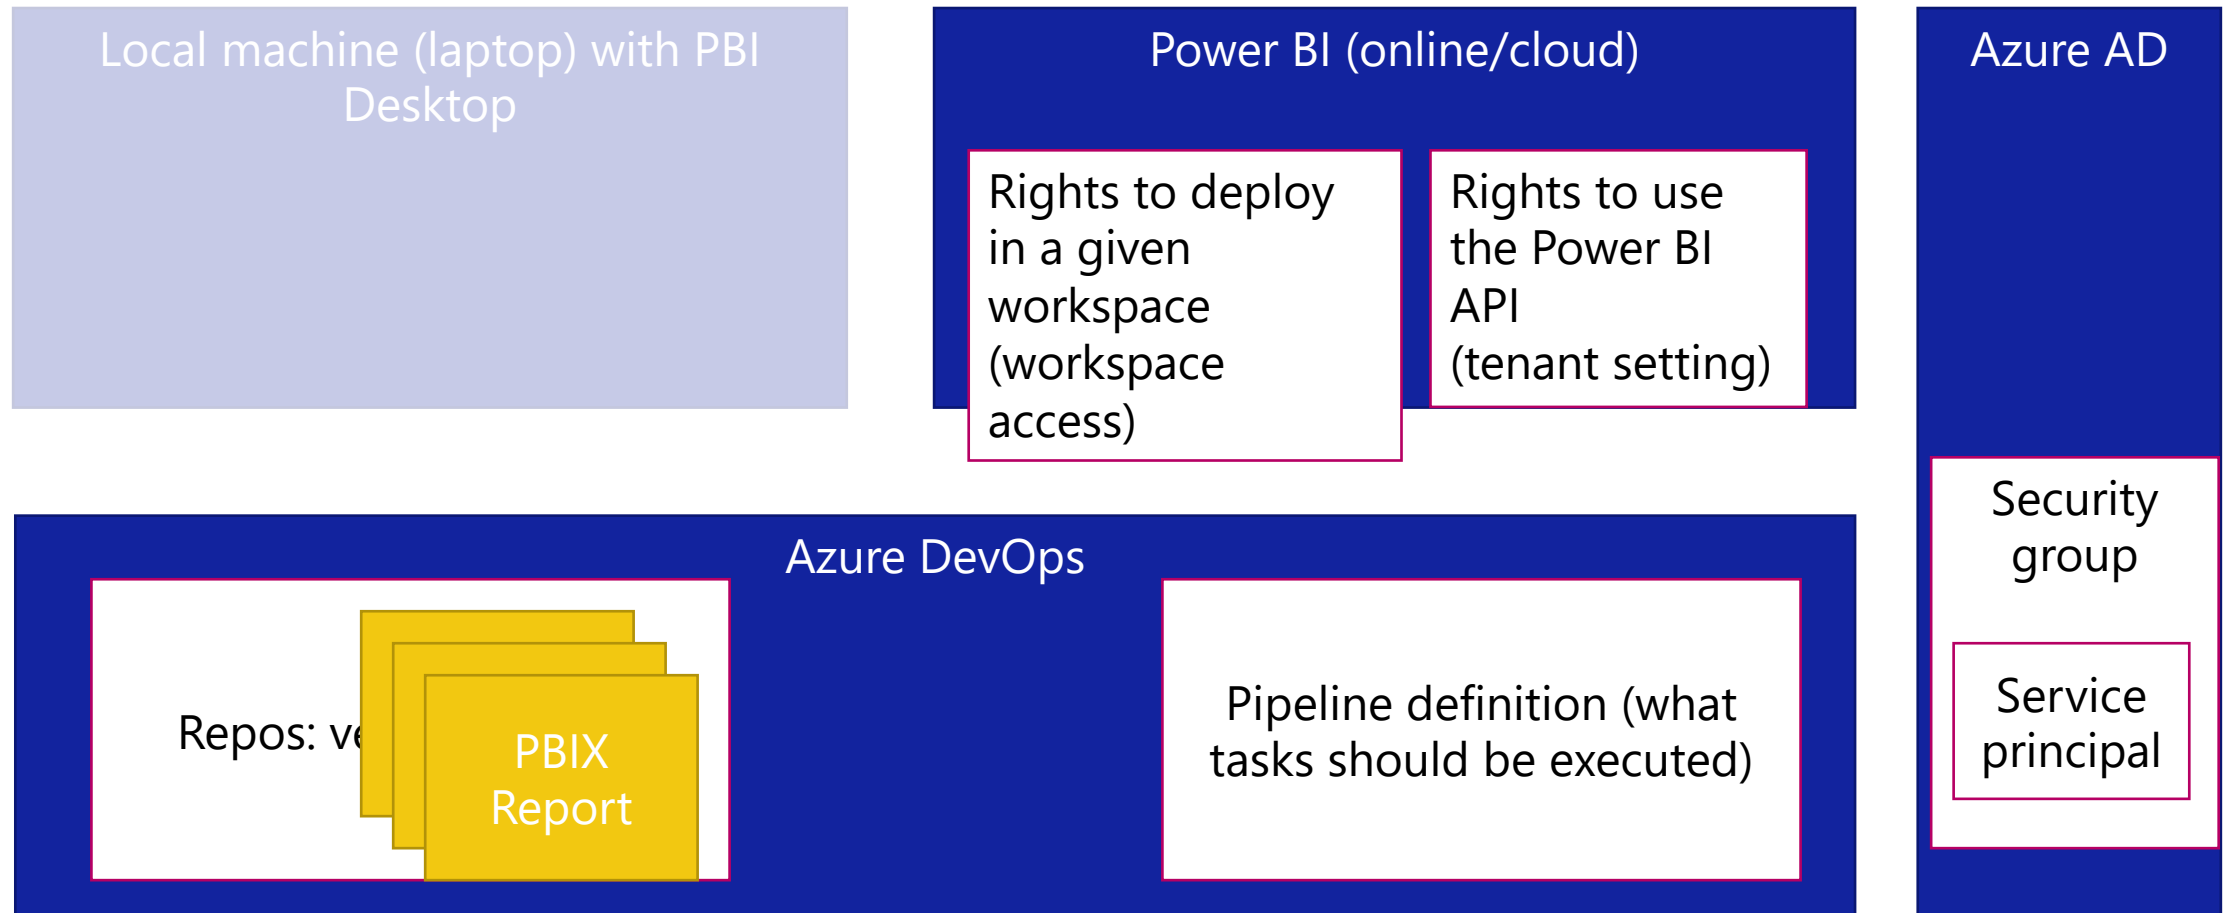 Local machine (laptop) with PBI
Desktop
Power BI (online/cloud)
Rights to deploy
in a given
workspace
(workspace
access)
Rights to use
the Power BI
API
(tenant setting)
Azure AD
Security
group
Service
principal
Azure DevOps
Repos:
PBIX
Report
Pipeline definition (what
tasks should be executed)